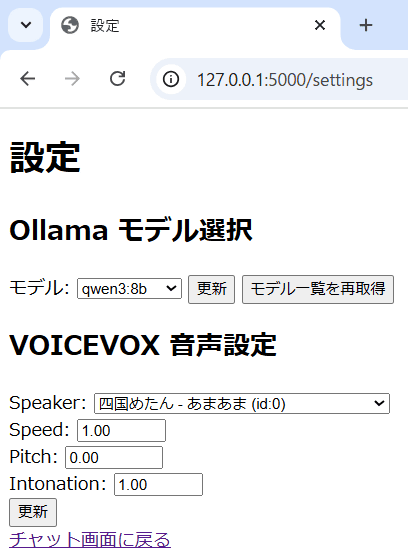 設定
127.0.0.1:5000/settings
設定
Ollama モデル選択
モデル: qwen3:8b 更新 モデル一覧を再取得
VOICEVOX 音声設定
Speaker: 四国めたん - あまあま (id:0)
Speed: 1.00
Pitch: 0.00
Intonation: 1.00
更新
チャット画面に戻る